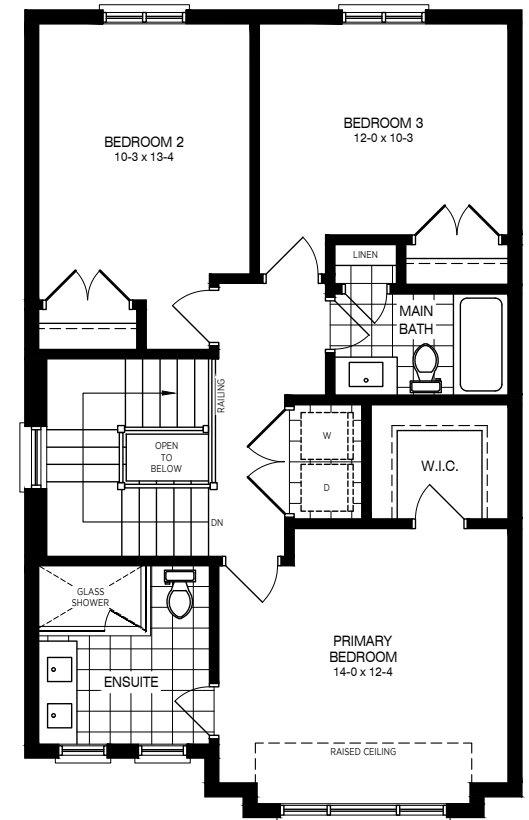 BEDROOM 2
10-3 x 13-4
BEDROOM 3
12-0 x 10-3
LINEN
MAIN
BATH
RAILING
OPEN
TO
BELOW
W
D
W.I.C.
DN
GLASS
SHOWER
ENSUITE
PRIMARY
BEDROOM
14-0 x 12-4
RAISED CEILING